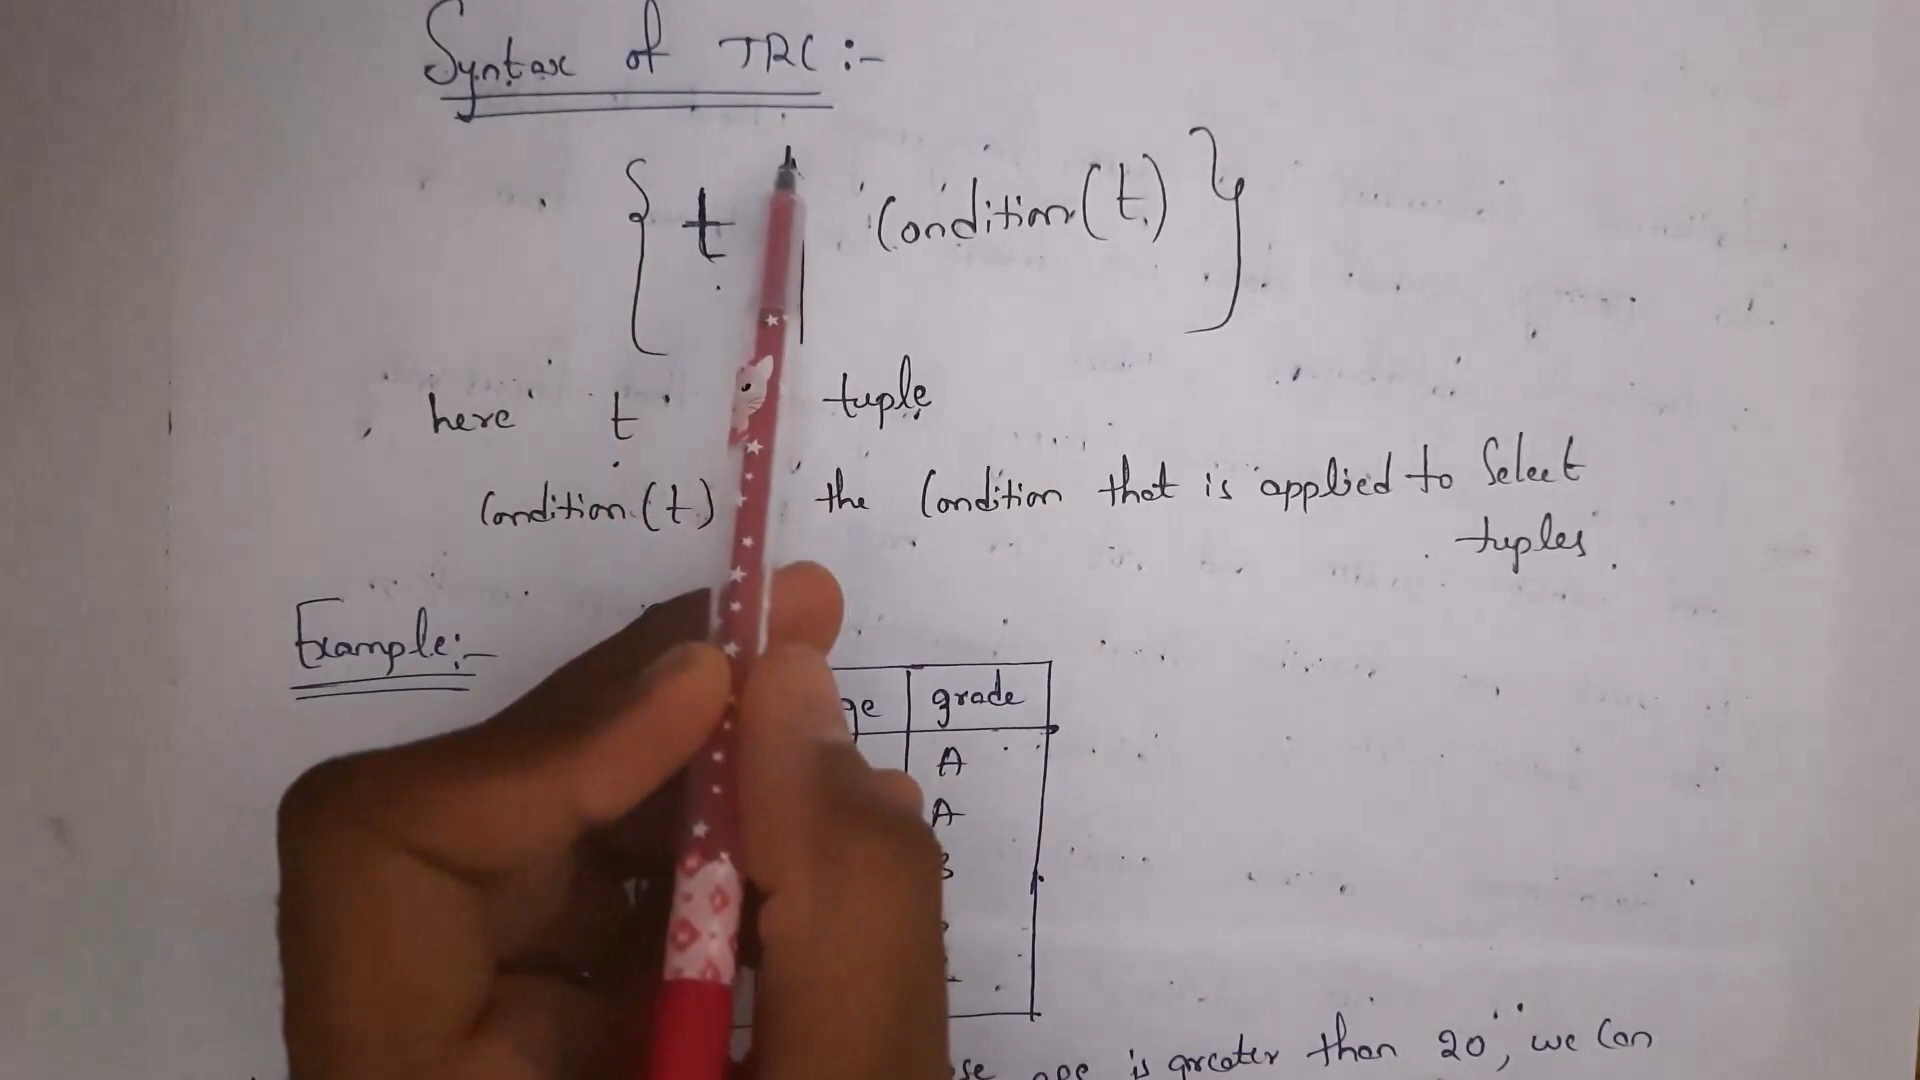 Syntax of TRC :-
{ t | Condition(t) }
here t tuple
Condition (t) the Condition that is applied to Select
tuples.
Example:-
grade
A
A
is greater than 20", we can